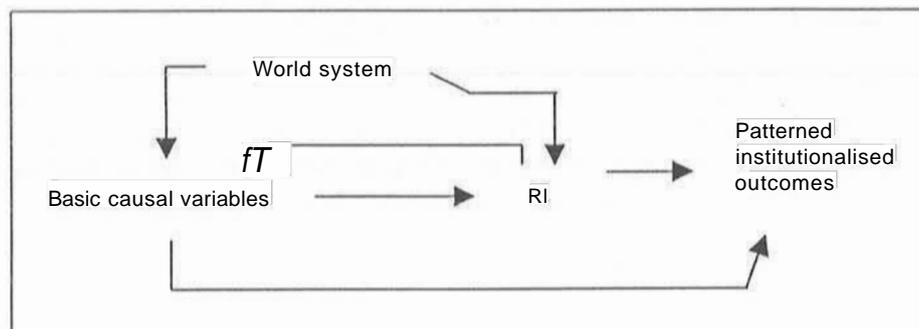 World system
Patterned
institutionalised
outcomes
fT
Basic causal variables
RI